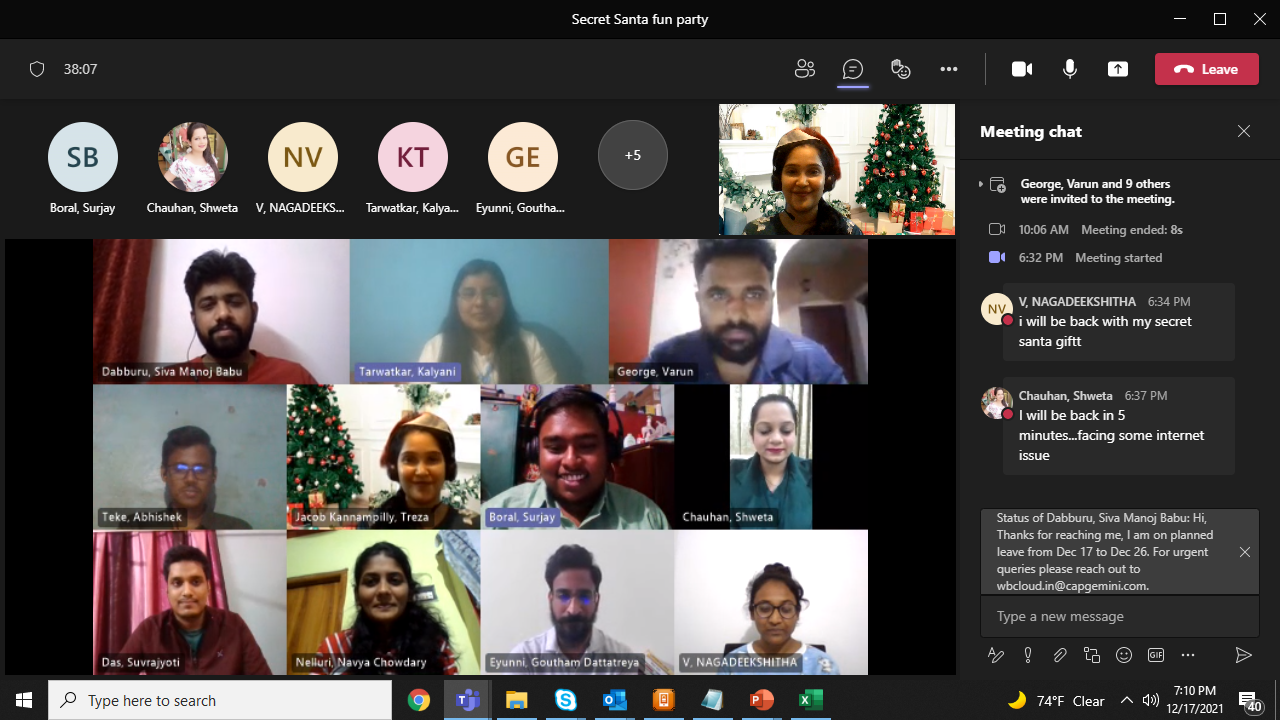 Secret Santa fun party
38:07
Leave
SB
NV
KT
GE
+5
Boral, Surjay
Chauhan, Shweta
V, NAGADEEKS...
Tarwatkar, Kalya...
Eyunni, Goutha...
Dabburu, Siva Manoj Babu
Tarwatkar, Kalyani
George, Varun
Teke, Abhishek
Jacob Kannampilly, Treza
Boral, Surjay
Chauhan, Shweta
Das, Suvrajyoti
Nelluri, Navya Chowdary
Eyunni, Goutham Dattatreya
V, NAGADEEKSHITHA
Meeting chat
George, Varun and 9 others
were invited to the meeting.
10:06 AM Meeting ended: 8s
6:32 PM Meeting started
NV
V, NAGADEEKSHITHA 6:34 PM
i will be back with my secret
santa giftt
Chauhan, Shweta 6:37 PM
I will be back in 5
minutes...facing some internet
issue
Status of Dabburu, Siva Manoj Babu: Hi,
Thanks for reaching me, I am on planned
leave from Dec 17 to Dec 26. For urgent
queries please reach out to
wbcloud.in@capgemini.com.
Type a new message
GIF
Type here to search
74°F Clear
7:10 PM
12/17/2021
40